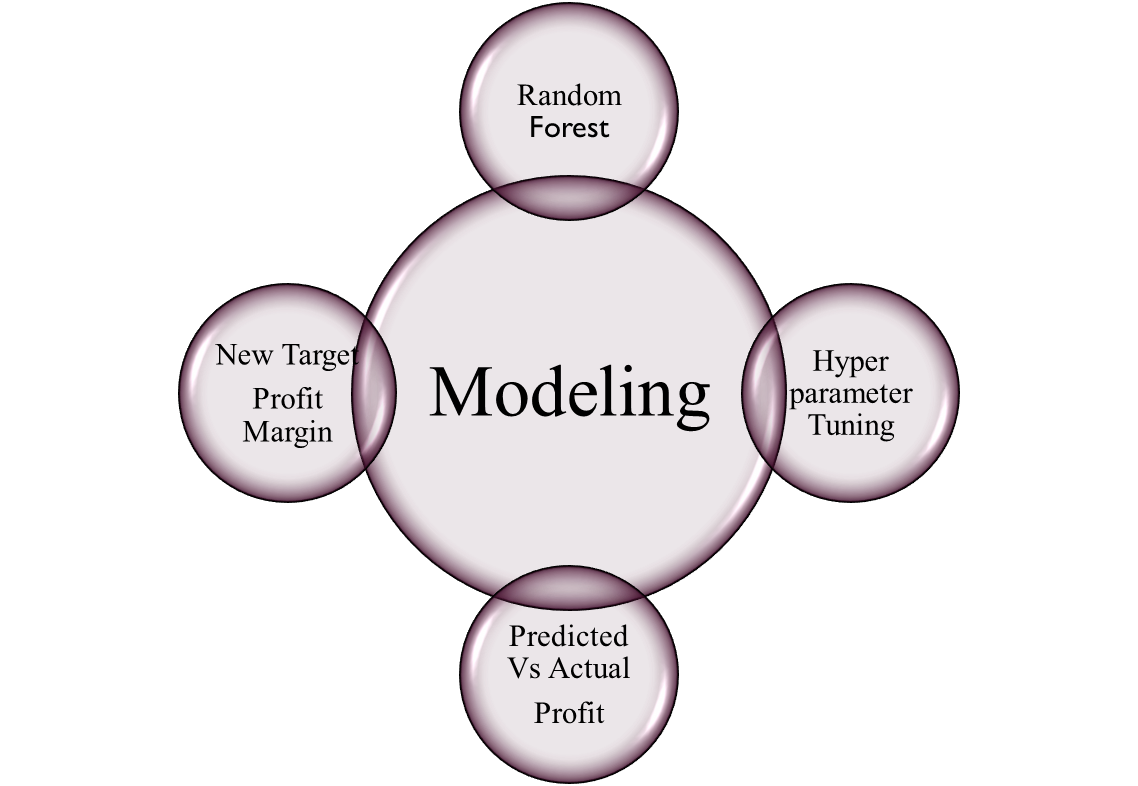 Random
Forest
New Target
Profit
Margin
Modeling
Hyper
parameter
Tuning
Predicted
Vs Actual
Profit